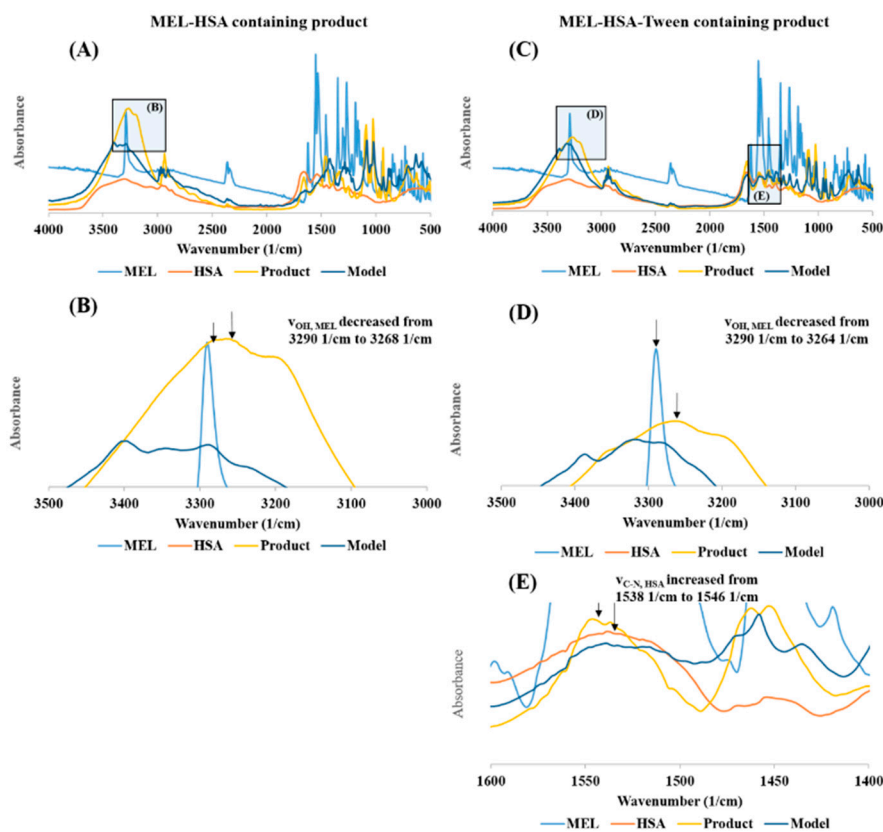 MEL-HSA containing product
(A)
Absorbance
(B)
4000 3500 3000 2500 2000 1500 1000 500
Wavenumber (1/cm)
MEL HSA Product Model
(B)
νOH, MEL decreased from
3290 1/cm to 3268 1/cm
Absorbance
3500 3400 3300 3200 3100 3000
Wavenumber (1/cm)
MEL HSA Product Model
MEL-HSA-Tween containing product
(C)
Absorbance
(D)
(E)
4000 3500 3000 2500 2000 1500 1000 500
Wavenumber (1/cm)
MEL HSA Product Model
(D)
νOH, MEL decreased from
3290 1/cm to 3264 1/cm
Absorbance
3500 3400 3300 3200 3100 3000
Wavenumber (1/cm)
MEL HSA Product Model
(E)
νC-N, HSA increased from
1538 1/cm to 1546 1/cm
Absorbance
1600 1550 1500 1450 1400
Wavenumber (1/cm)
MEL HSA Product Model